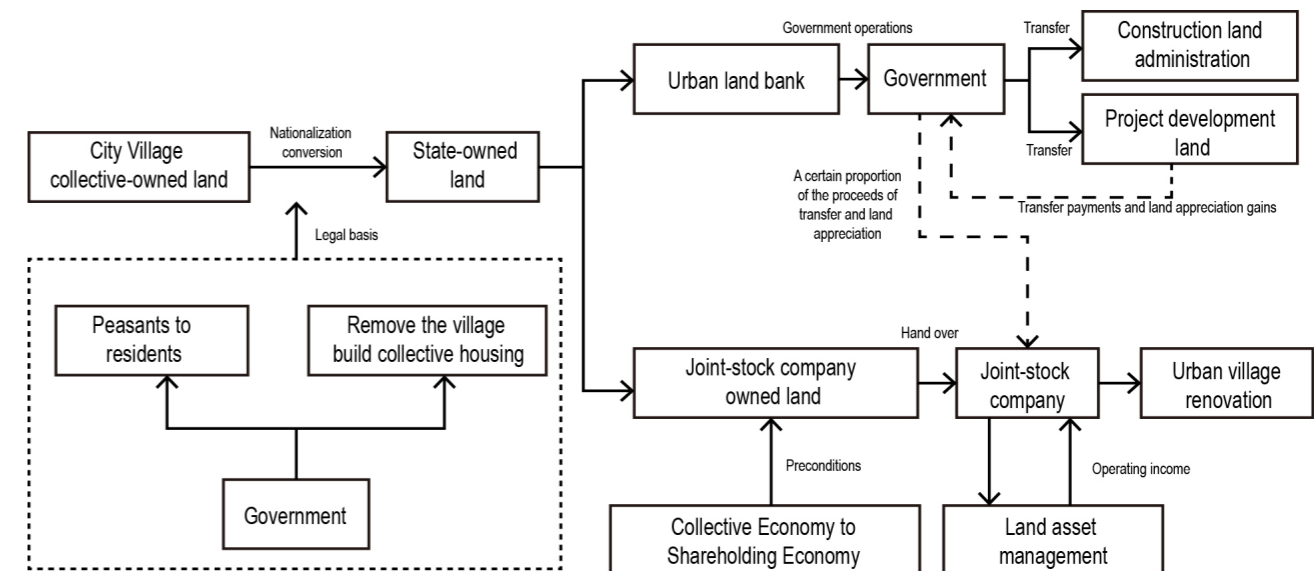 Government operations
Transfer
Construction land
administration
Urban land bank
Government
Project development
land
Transfer
City Village
collective-owned land
Nationalization
conversion
State-owned
land
A certain proportion
of the proceeds of
transfer and land
appreciation
Transfer payments and land appreciation gains
Legal basis
Peasants to
residents
Remove the village
build collective housing
Government
Hand over
Joint-stock company
owned land
Joint-stock
company
Urban village
renovation
Preconditions
Operating income
Collective Economy to
Shareholding Economy
Land asset
management